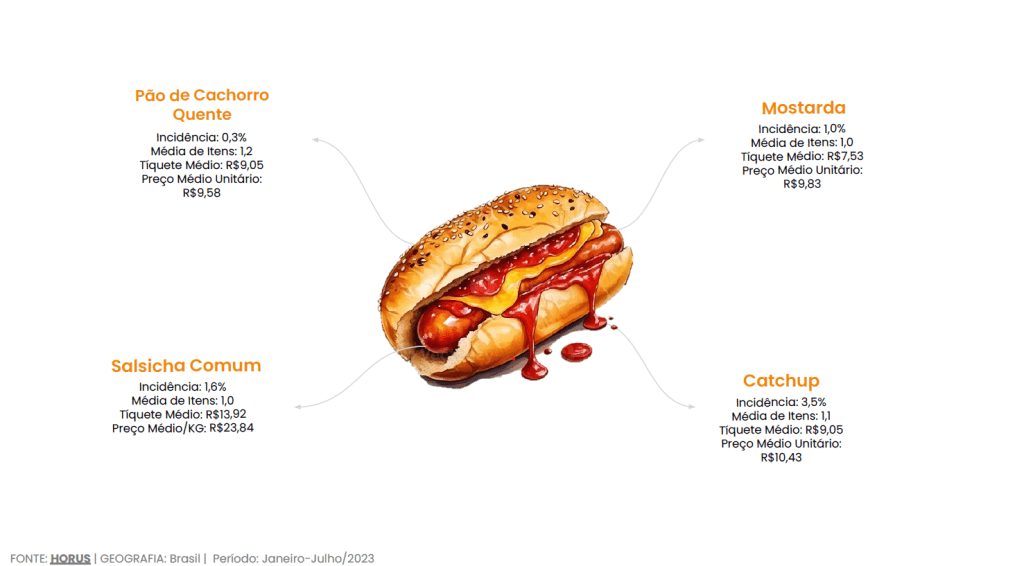 Pão de Cachorro
Quente
Incidência: 0,3%
Média de Itens: 1,2
Tíquete Médio: R$9,05
Preço Médio Unitário:
R$9,58
Mostarda
Incidência: 1,0%
Média de Itens: 1,0
Tíquete Médio: R$7,53
Preço Médio Unitário:
R$9,83
Salsicha Comum
Incidência: 1,6%
Média de Itens: 1,0
Tíquete Médio: R$13,92
Preço Médio/KG: R$23,84
Catchup
Incidência: 3,5%
Média de Itens: 1,1
Tíquete Médio: R$9,05
Preço Médio Unitário:
R$10,43
FONTE: HORUS | GEOGRAFIA: Brasil | Período: Janeiro-Julho/2023